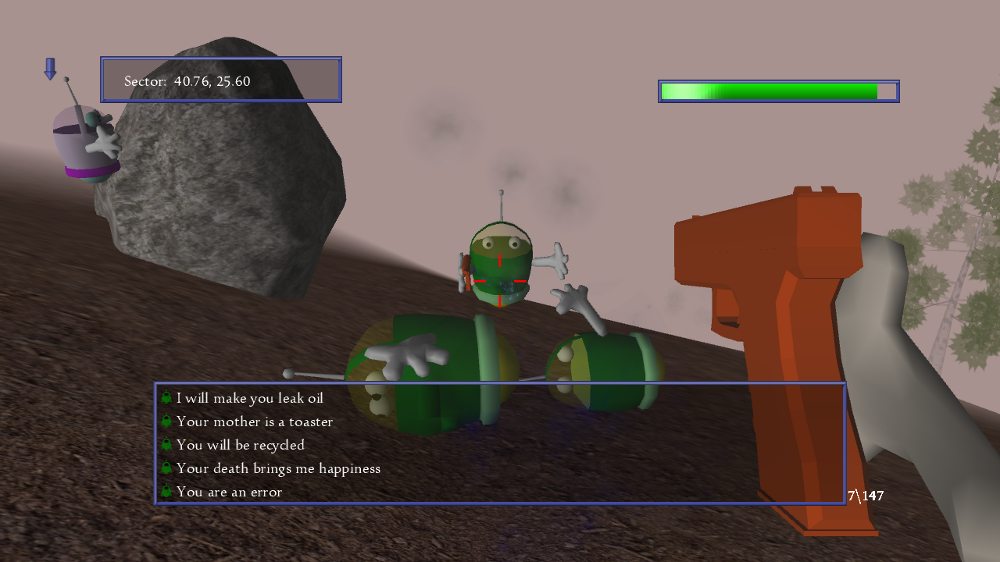 Sector: 40.76, 25.60
I will make you leak oil
Your mother is a toaster
You will be recycled
Your death brings me happiness
You are an error
7\147